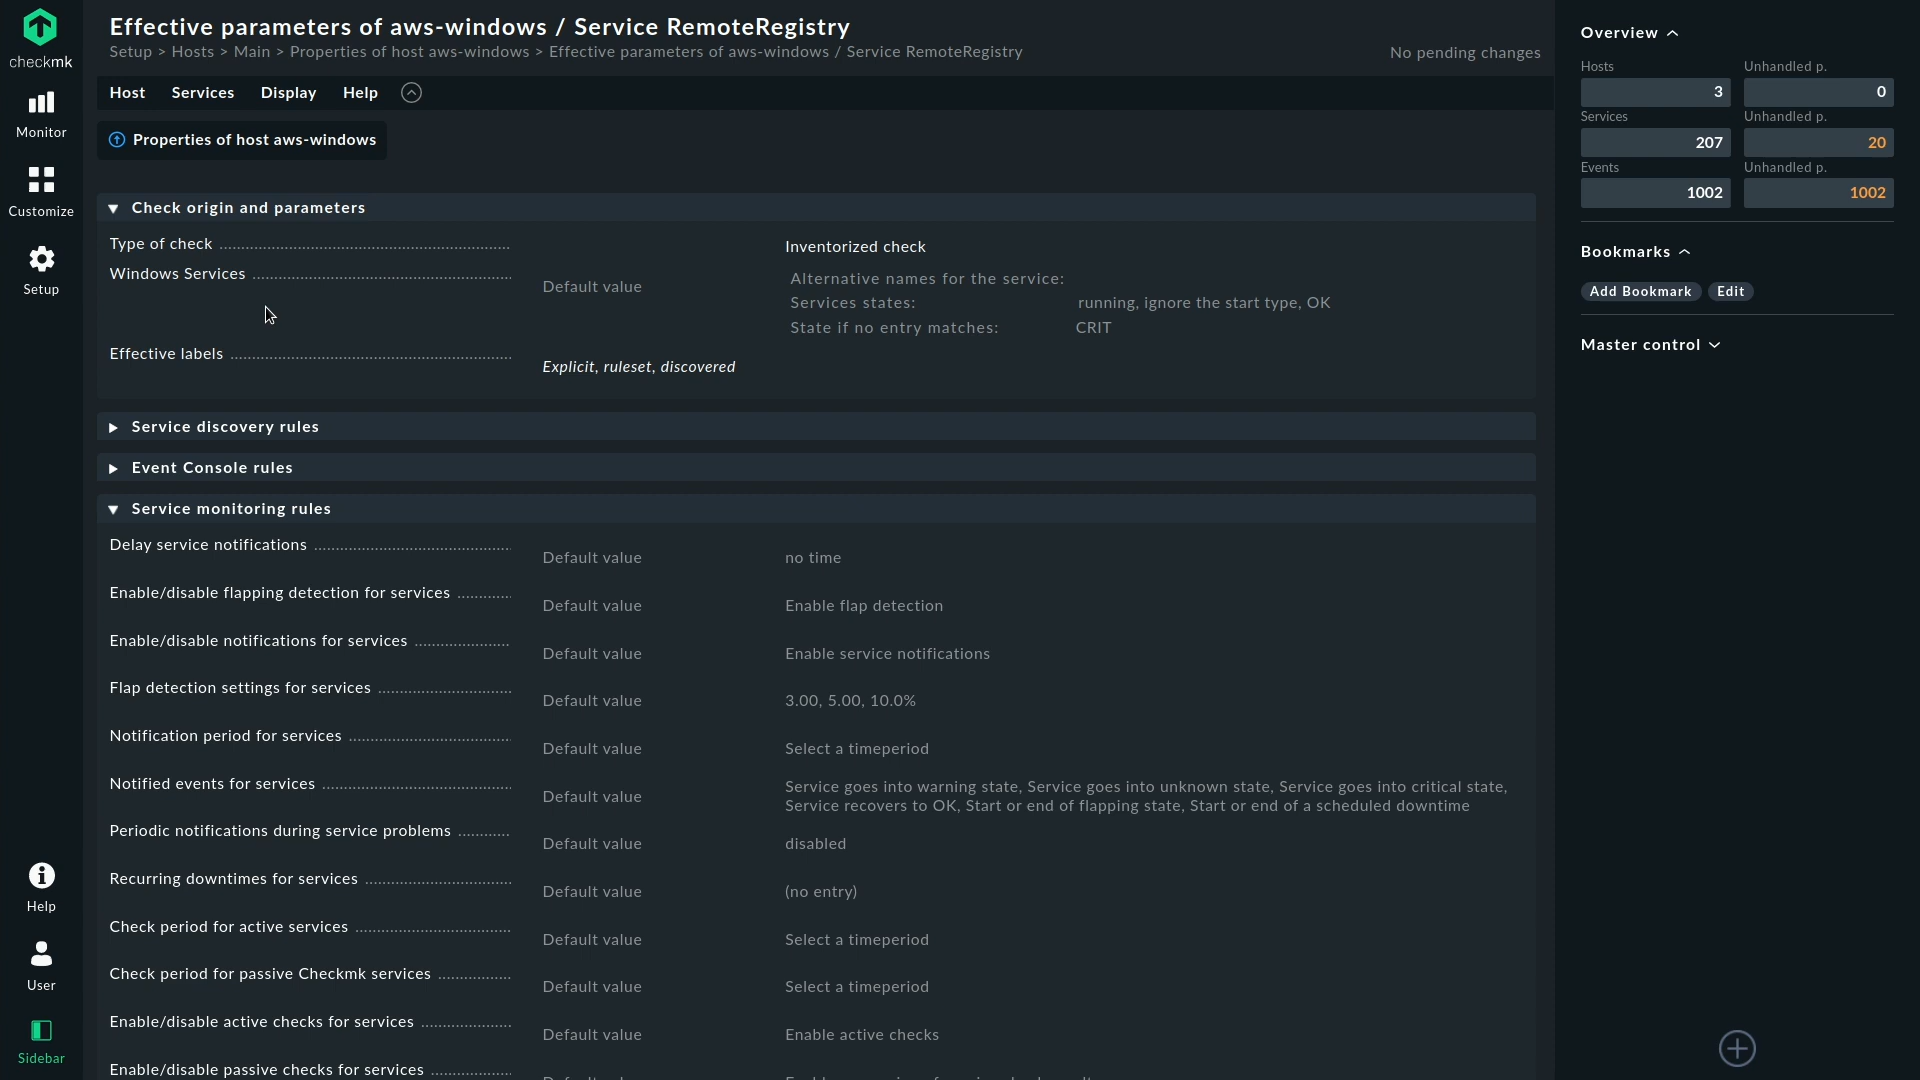 Effective parameters of aws-windows / Service RemoteRegistry
Setup > Hosts > Main > Properties of host aws-windows > Effective parameters of aws-windows / Service RemoteRegistry
No pending changes
checkmk
Monitor
Customize
Setup
Help
User
Sidebar
Host Services Display Help
Properties of host aws-windows
Check origin and parameters
Type of check
Inventorized check
Windows Services
Default value
Alternative names for the service:
Services states: running, ignore the start type, OK
State if no entry matches: CRIT
Effective labels
Explicit, ruleset, discovered
Service discovery rules
Event Console rules
Service monitoring rules
Delay service notifications
Default value no time
Enable/disable flapping detection for services
Default value Enable flap detection
Enable/disable notifications for services
Default value Enable service notifications
Flap detection settings for services
Default value 3.00, 5.00, 10.0%
Notification period for services
Default value Select a timeperiod
Notified events for services
Default value
Service goes into warning state, Service goes into unknown state, Service goes into critical state,
Service recovers to OK, Start or end of flapping state, Start or end of a scheduled downtime
Periodic notifications during service problems
Default value disabled
Recurring downtimes for services
Default value (no entry)
Check period for active services
Default value Select a timeperiod
Check period for passive Checkmk services
Default value Select a timeperiod
Enable/disable active checks for services
Default value Enable active checks
Enable/disable passive checks for services
Overview
Hosts Unhandled p.
3 0
Services Unhandled p.
207 20
Events Unhandled p.
1002 1002
Bookmarks
Add Bookmark Edit
Master control